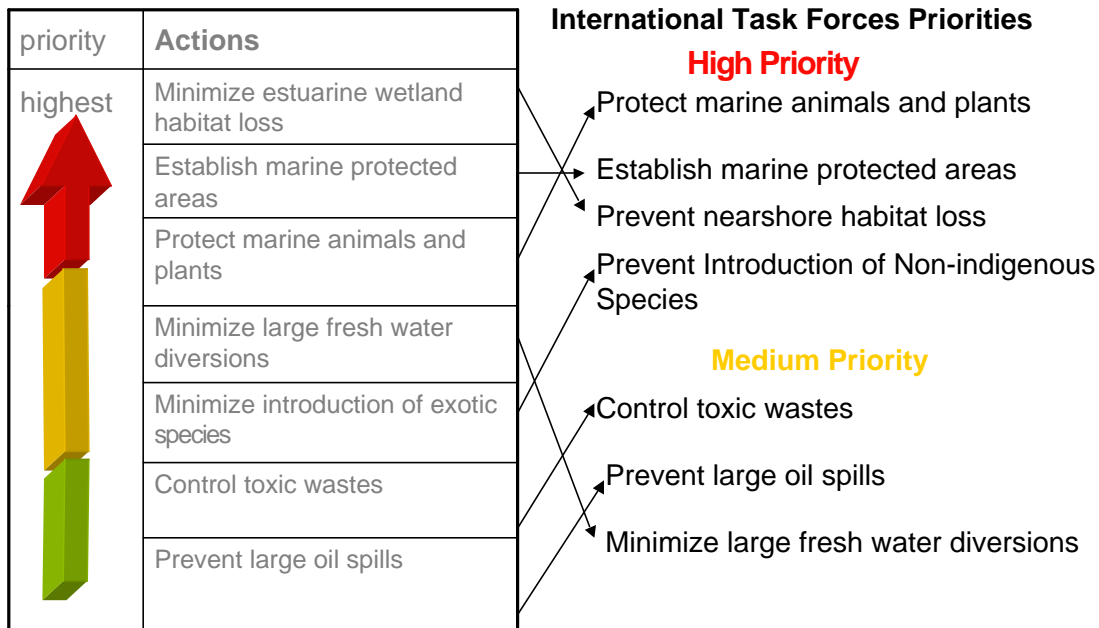 International Task Forces Priorities
priority
Actions
highest
Minimize estuarine wetland
habitat loss
Establish marine protected
areas
Protect marine animals and
plants
Minimize large fresh water
diversions
Minimize introduction of exotic
species
Control toxic wastes
Prevent large oil spills
High Priority
Protect marine animals and plants
Establish marine protected areas
Prevent nearshore habitat loss
Prevent Introduction of Non-indigenous
Species
Medium Priority
Control toxic wastes
Prevent large oil spills
Minimize large fresh water diversions